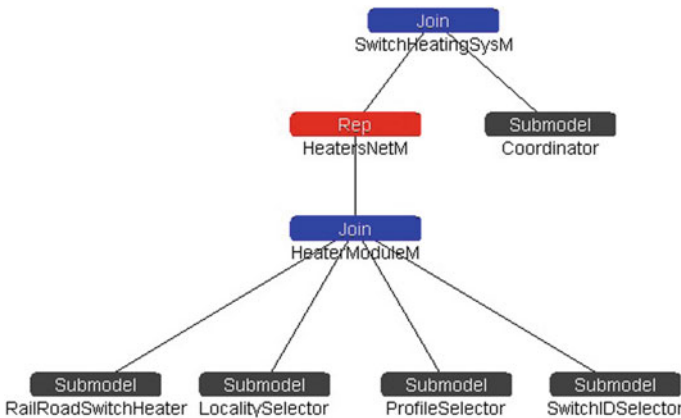 Join
SwitchHeatingSysM
Rep
HeatersNetM
Submodel
Coordinator
Join
HeaterModuleM
Submodel
RailRoadSwitchHeater
Submodel
LocalitySelector
Submodel
ProfileSelector
Submodel
SwitchIDSelector